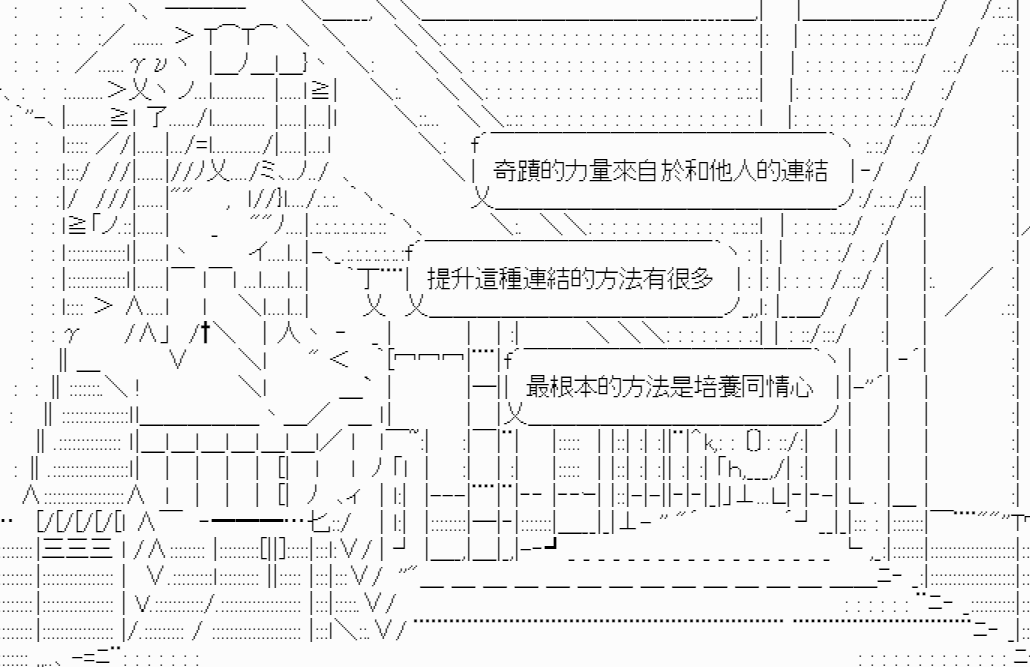 奇蹟的力量來自於和他人的連結
提升這種連結的方法有很多
最根本的方法是培養同情心